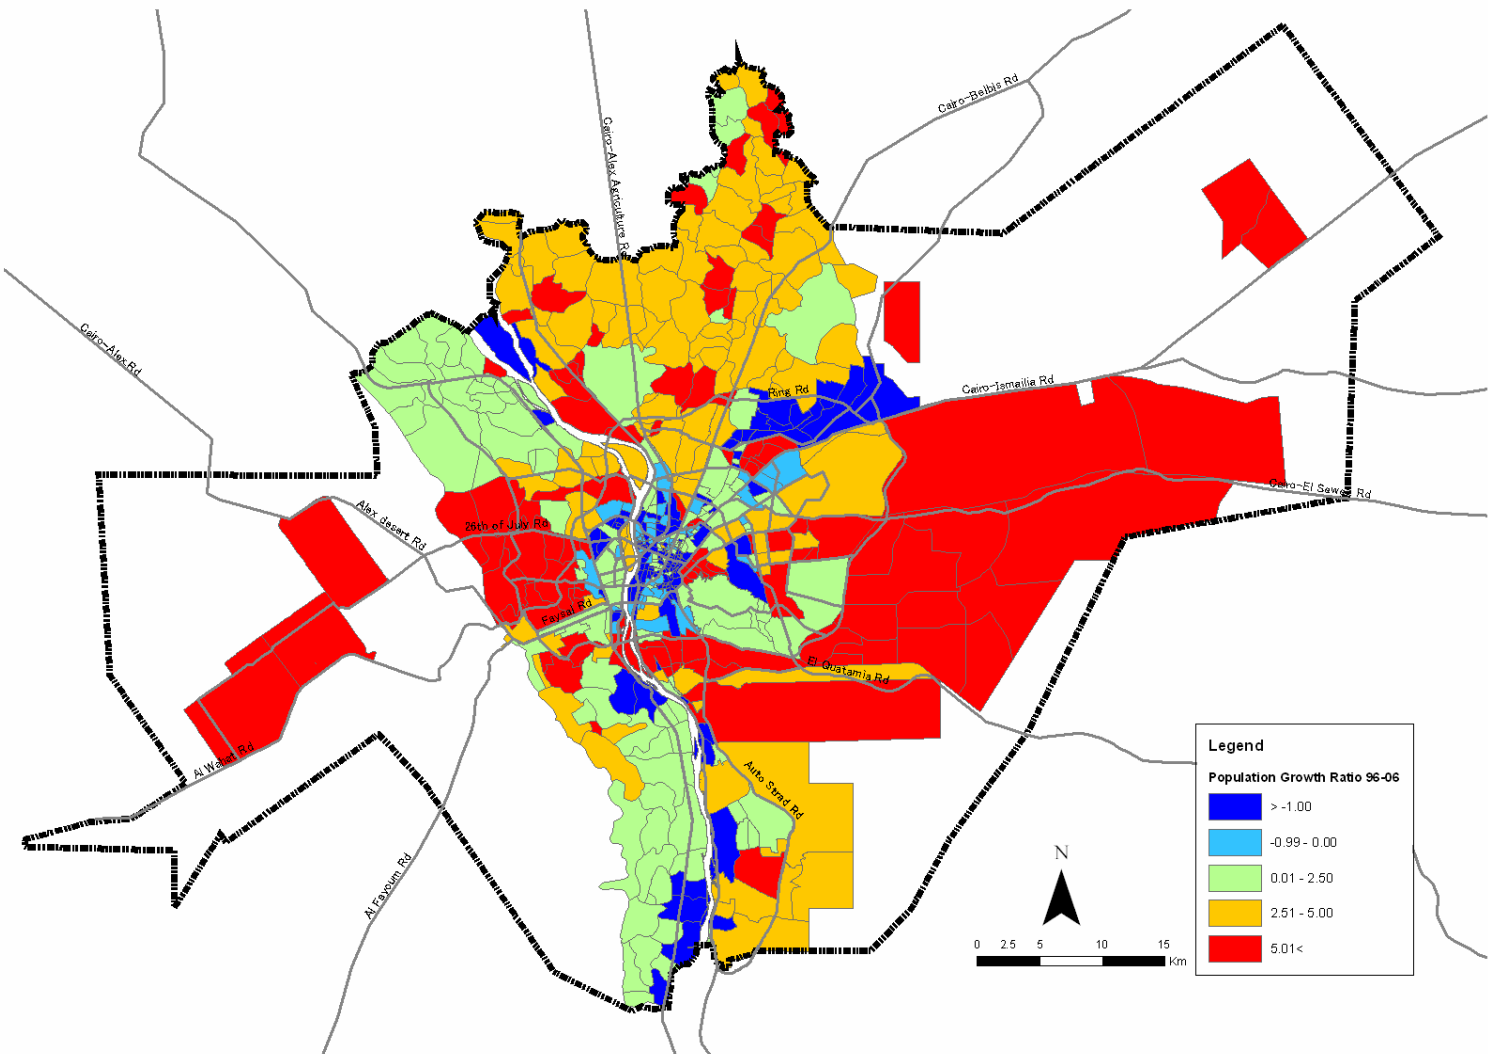 Cairo-Belbis Rd
Cairo-Alex Agriculture Rd
Cairo-Alex Rd
Ring Rd
Cairo-Ismailia Rd
Cairo-El Sewes Rd
Alex desert Rd
26th of July Rd
Faysal Rd
El Quatamia Rd
Al Wahat Rd
Auto Strad Rd
Al Fayoum Rd
Legend
Population Growth Ratio 96-06
> -1.00
-0.99 - 0.00
0.01 - 2.50
2.51 - 5.00
5.01<
N
0 2.5 5 10 15
Km